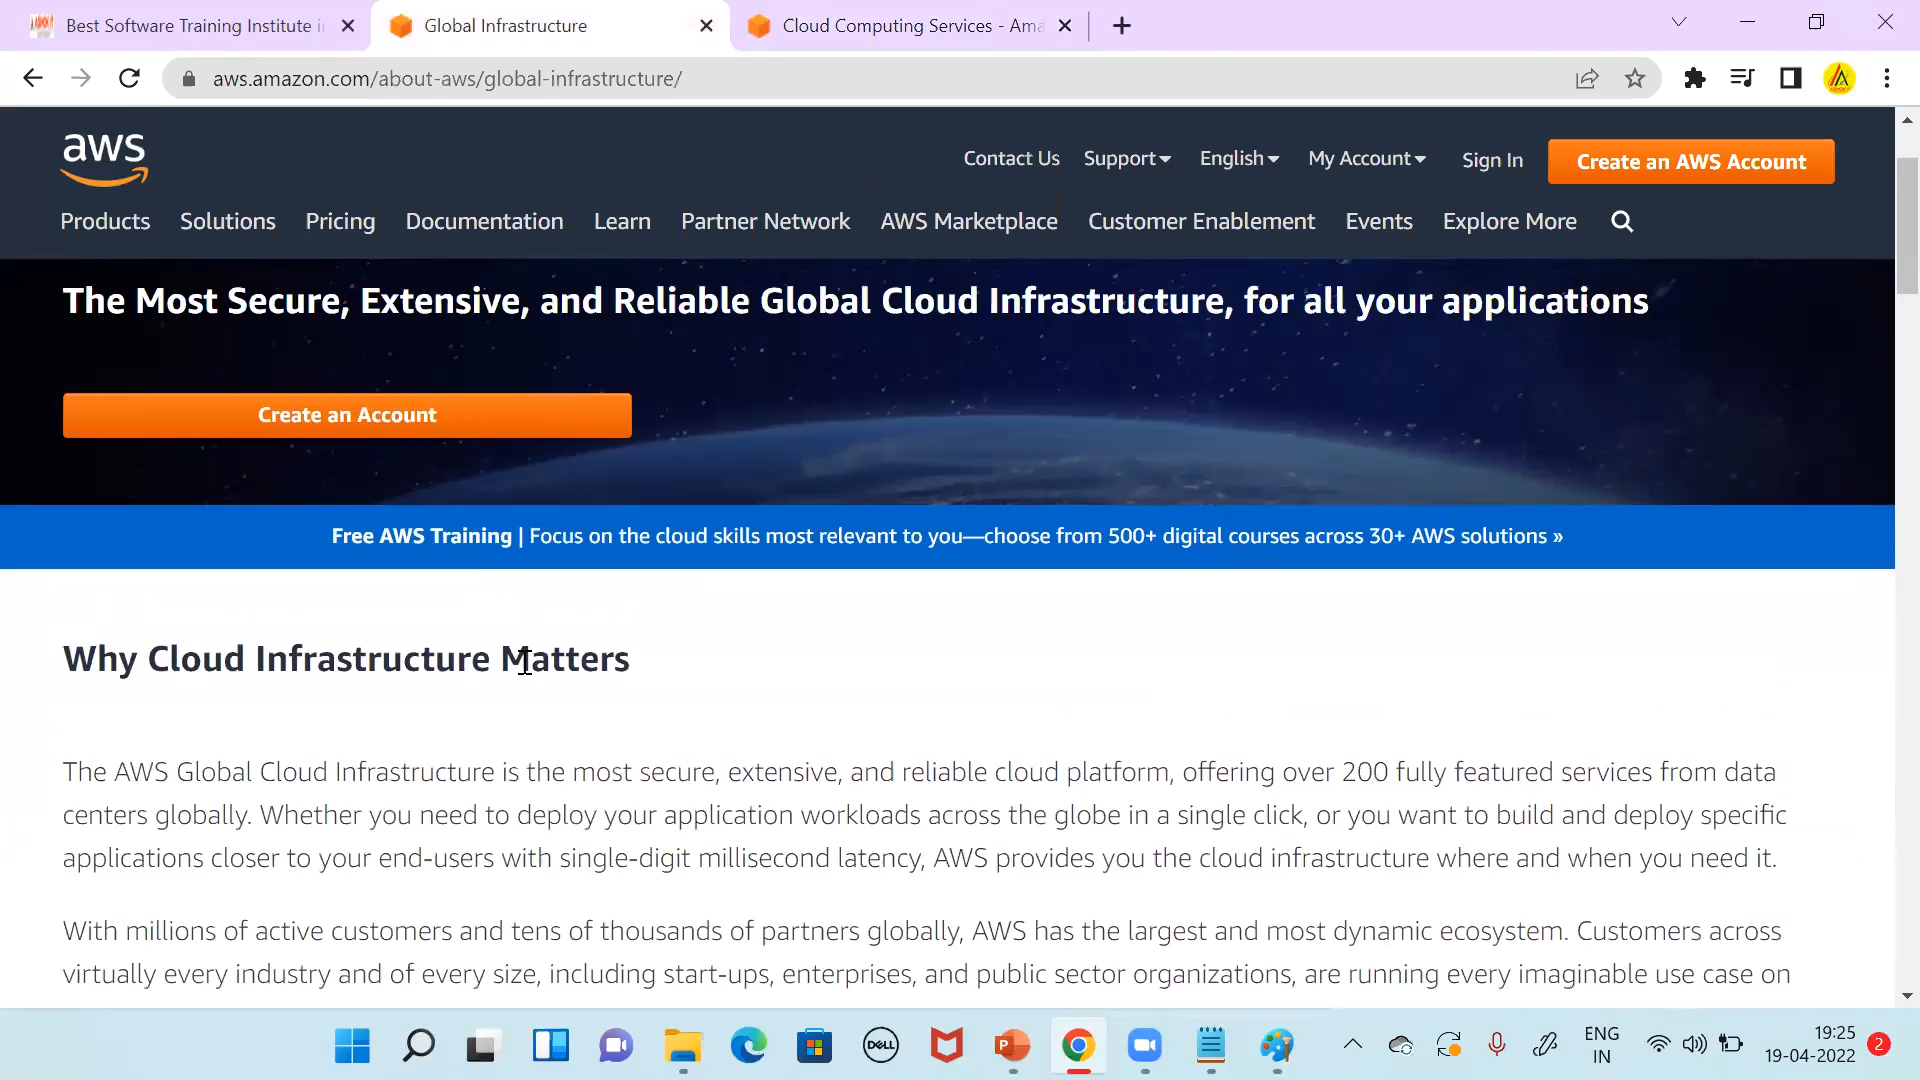 Best Software Training Institute in
Global Infrastructure
Cloud Computing Services - Ama
aws.amazon.com/about-aws/global-infrastructure/
aws
Contact Us Support English My Account Sign In Create an AWS Account
Products Solutions Pricing Documentation Learn Partner Network AWS Marketplace Customer Enablement Events Explore More
The Most Secure, Extensive, and Reliable Global Cloud Infrastructure, for all your applications
Create an Account
Free AWS Training | Focus on the cloud skills most relevant to you—choose from 500+ digital courses across 30+ AWS solutions »
Why Cloud Infrastructure Matters
The AWS Global Cloud Infrastructure is the most secure, extensive, and reliable cloud platform, offering over 200 fully featured services from data
centers globally. Whether you need to deploy your application workloads across the globe in a single click, or you want to build and deploy specific
applications closer to your end-users with single-digit millisecond latency, AWS provides you the cloud infrastructure where and when you need it.
With millions of active customers and tens of thousands of partners globally, AWS has the largest and most dynamic ecosystem. Customers across
virtually every industry and of every size, including start-ups, enterprises, and public sector organizations, are running every imaginable use case on
DELL
P
ENG
IN
19:25
19-04-2022
2